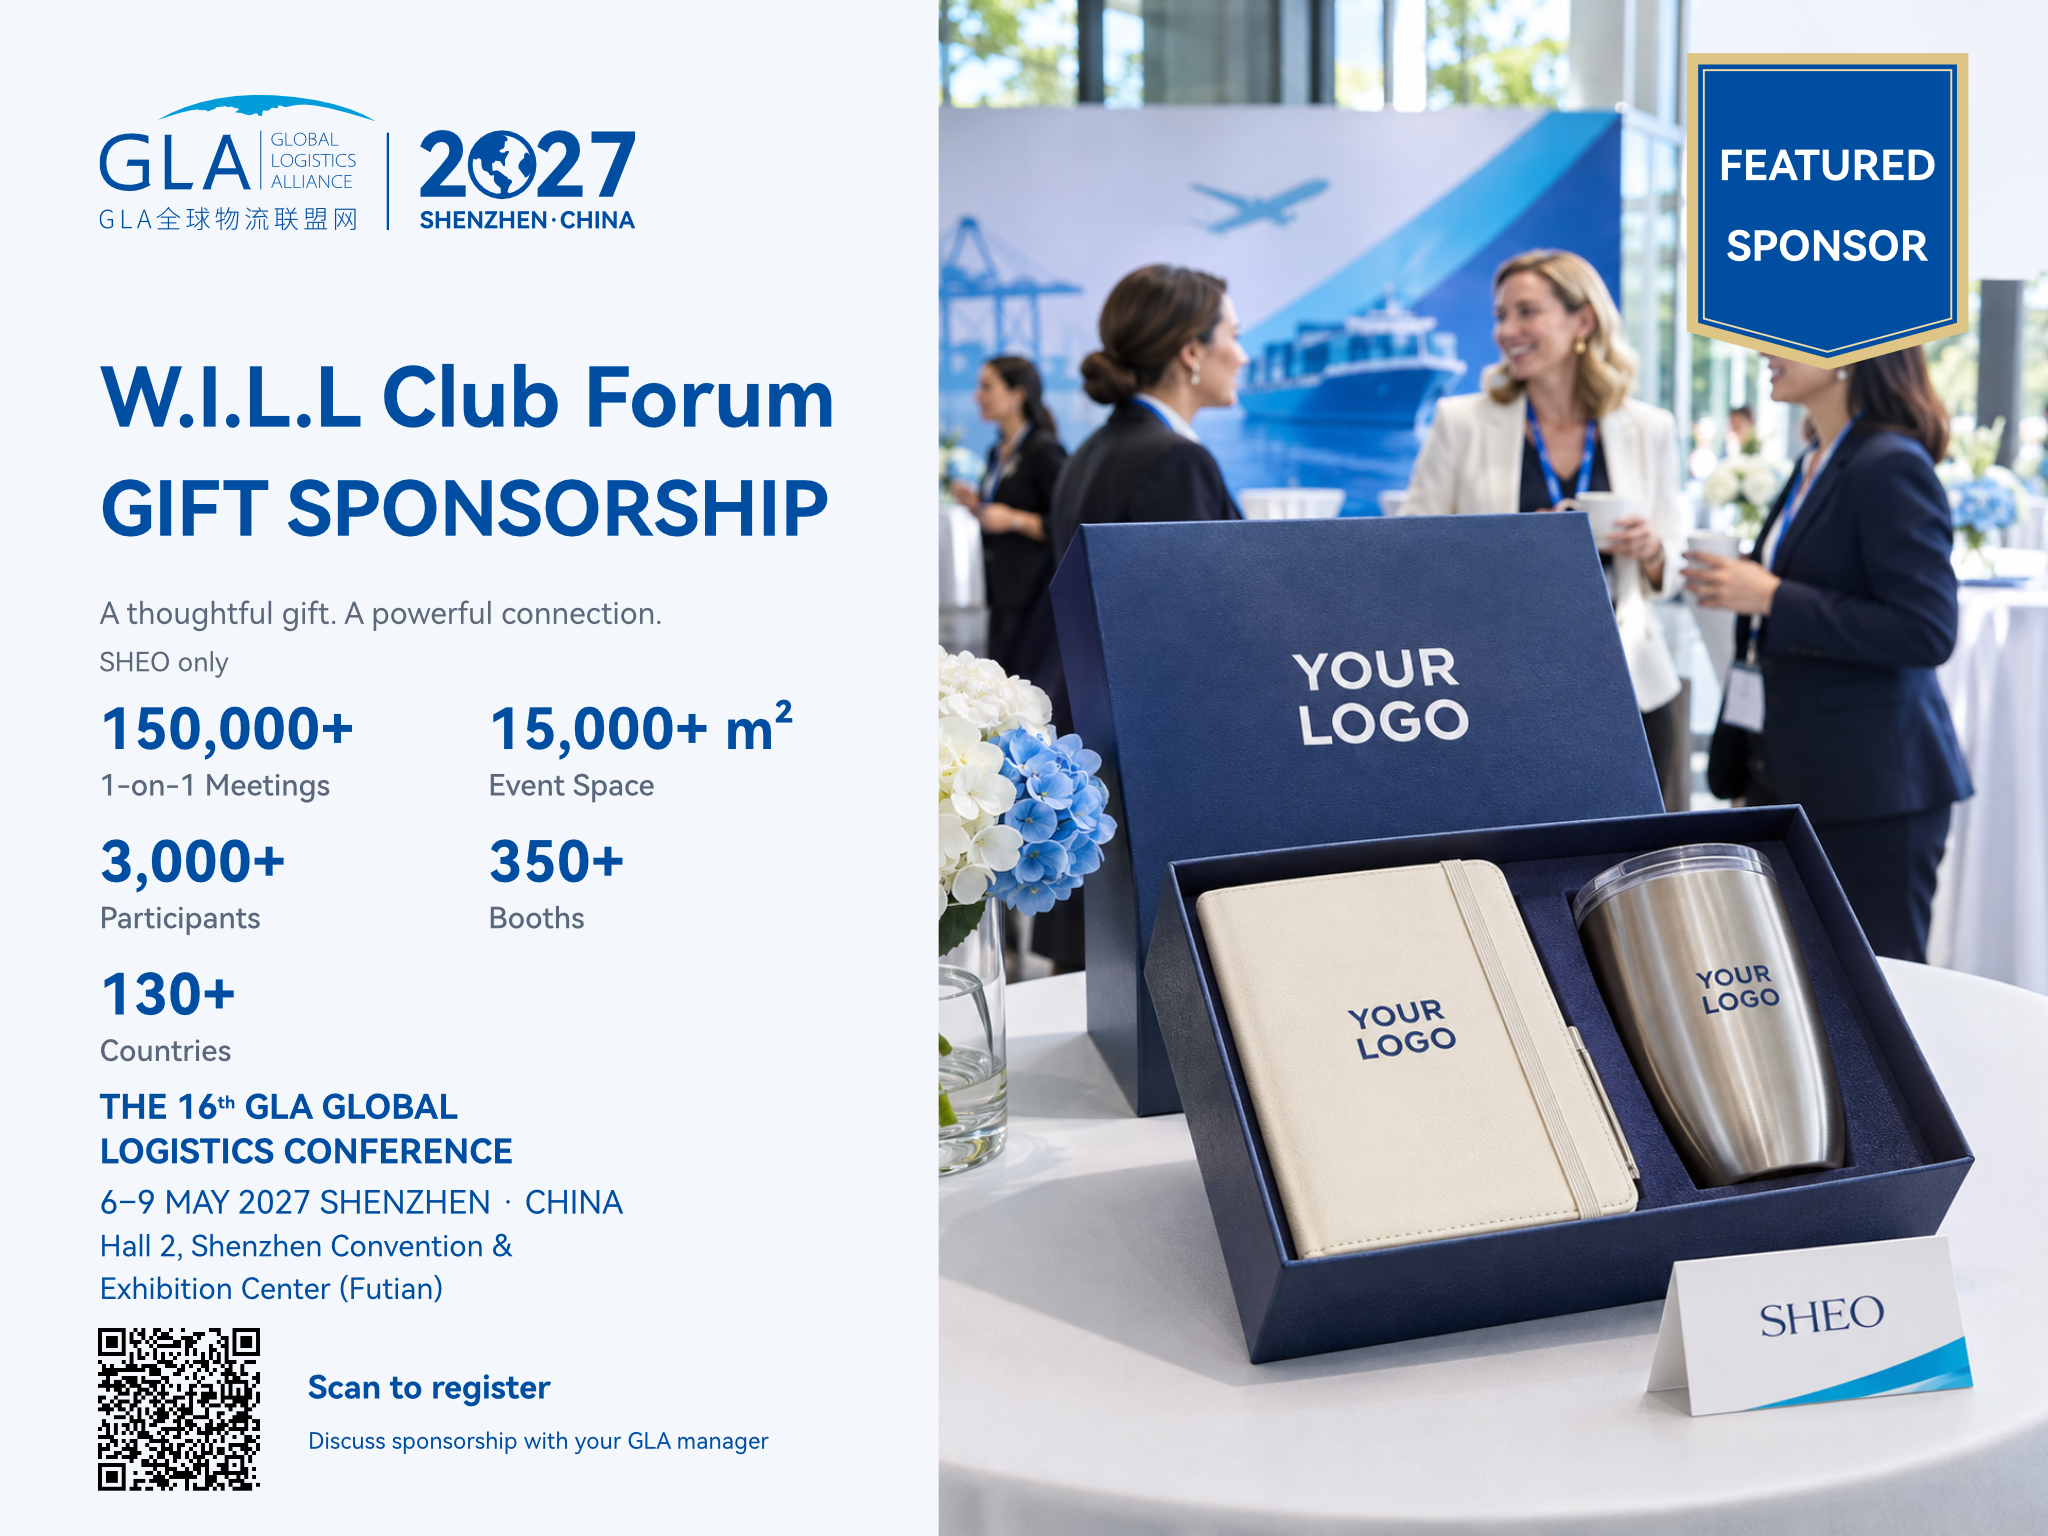 GLA
GLOBAL
LOGISTICS
ALLIANCE
GLA全球物流联盟网
2027
SHENZHEN·CHINA
W.I.L.L Club Forum
GIFT SPONSORSHIP
A thoughtful gift. A powerful connection.
SHEO only
150,000+
1-on-1 Meetings
15,000+ m²
Event Space
3,000+
Participants
350+
Booths
130+
Countries
THE 16th GLA GLOBAL
LOGISTICS CONFERENCE
6–9 MAY 2027 SHENZHEN · CHINA
Hall 2, Shenzhen Convention &
Exhibition Center (Futian)
Scan to register
Discuss sponsorship with your GLA manager
FEATURED
SPONSOR
YOUR
LOGO
YOUR
LOGO
YOUR
LOGO
SHEO